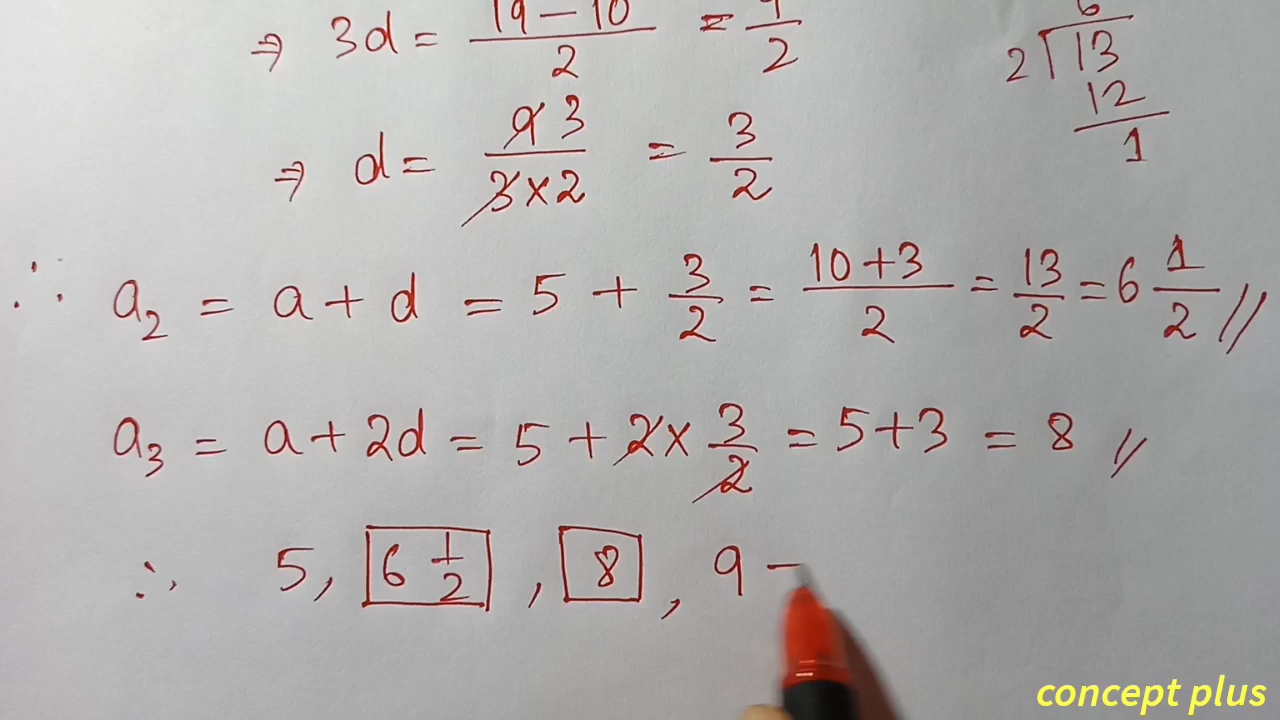 ⇒ 3d = 19 - 10 / 2 = 9/2
⇒ d = 9 3 / 3 × 2 = 3/2
2 ) 13
12
1
∴ a₂ = a + d = 5 + 3/2 = 10 + 3 / 2 = 13/2 = 6 1/2 //
a₃ = a + 2d = 5 + 2 × 3/2 = 5 + 3 = 8 //
∴ 5, 6 1/2, 8, 9 -
concept plus